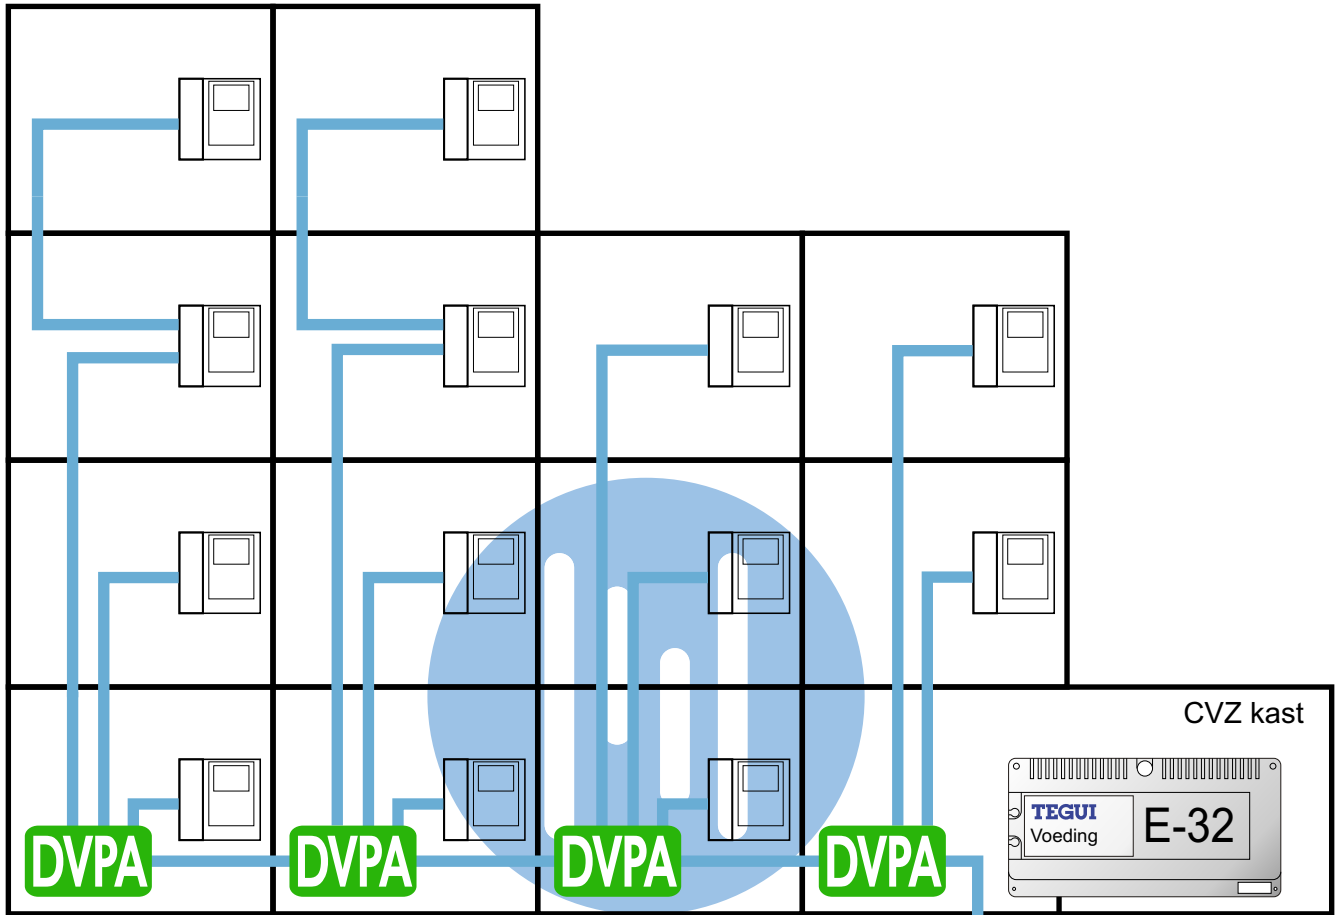 CVZ kast
TEGUI
Voeding
E-32
DVPA
DVPA
DVPA
DVPA